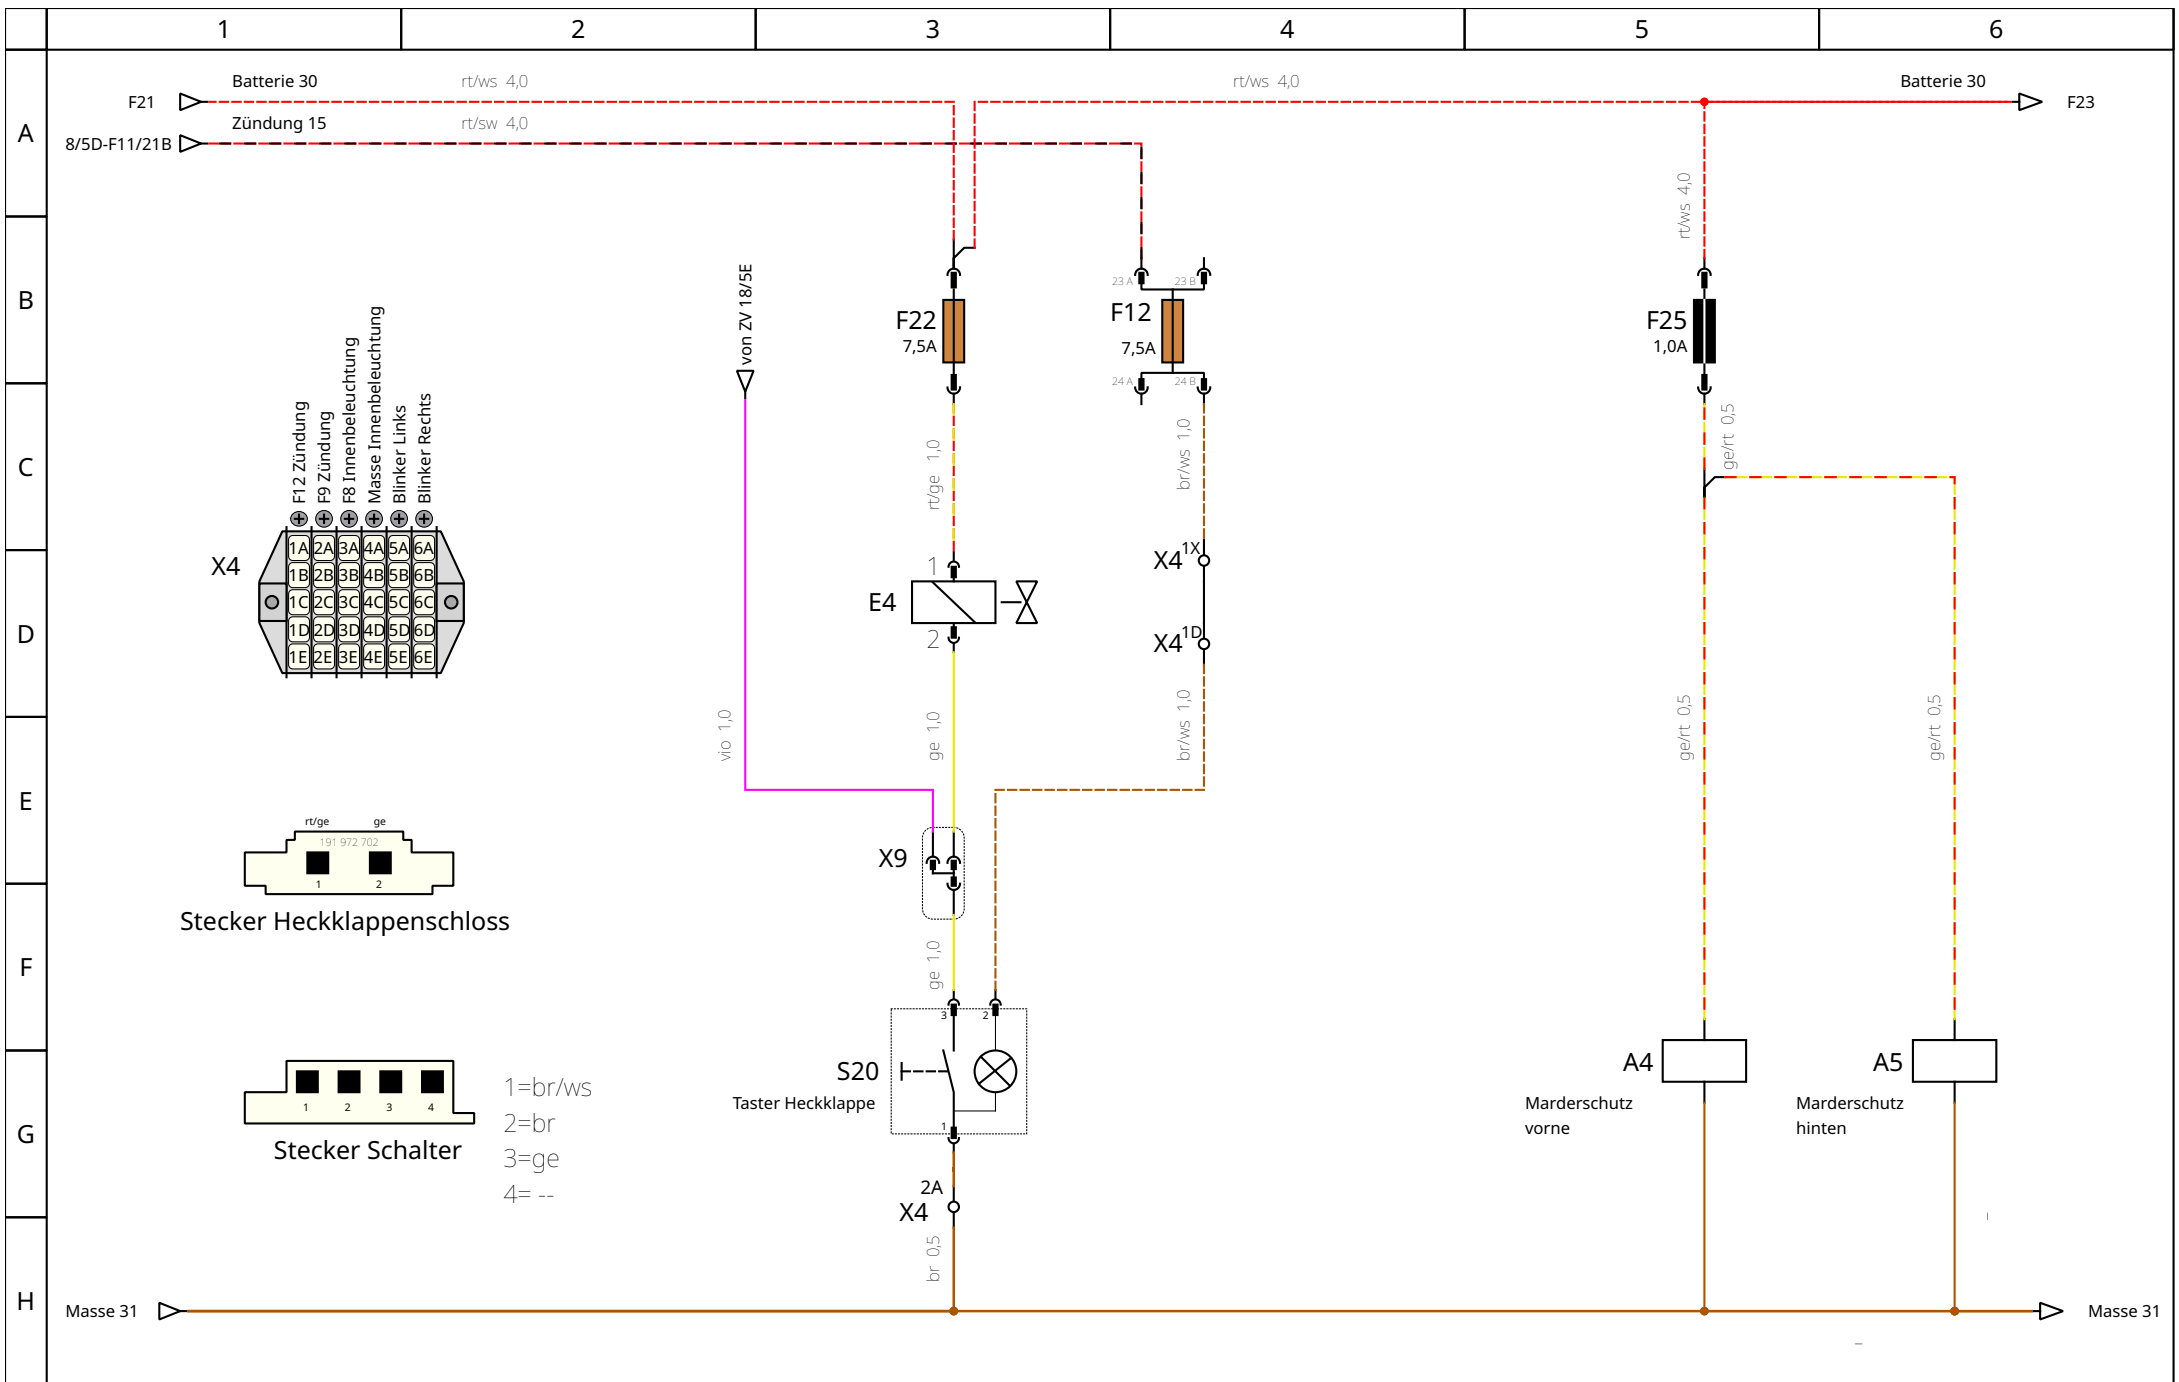 1 2 3 4 5 6
Batterie 30 rt/ws 4,0 rt/ws 4,0 Batterie 30
F21 F23
A
Zündung 15 rt/sw 4,0
8/5D-F11/21B
rt/ws 4,0
B
von ZV 18/5E
23 A 23 B
F22
7,5A
F12
7,5A
F25
1,0A
24 A 24 B
C
F12 Zündung
F9 Zündung
F8 Innenbeleuchtung
Masse Innenbeleuchtung
Blinker Links
Blinker Rechts
rt/ge 1,0
br/ws 1,0
ge/rt 0,5
X4
1A 2A 3A 4A 5A 6A
1B 2B 3B 4B 5B 6B
1C 2C 3C 4C 5C 6C
1D 2D 3D 4D 5D 6D
1E 2E 3E 4E 5E 6E
1
E4
2
X4 1X
X4 1D
D
vio 1,0
ge 1,0
br/ws 1,0
ge/rt 0,5
ge/rt 0,5
E
rt/ge ge
191 972 702
1 2
Stecker Heckklappenschloss
X9
F
ge 1,0
3 2
S20
Taster Heckklappe
1
A4
Marderschutz
vorne
A5
Marderschutz
hinten
G
1 2 3 4
Stecker Schalter
1=br/ws
2=br
3=ge
4= --
2A
X4
br 0,5
H
Masse 31 Masse 31